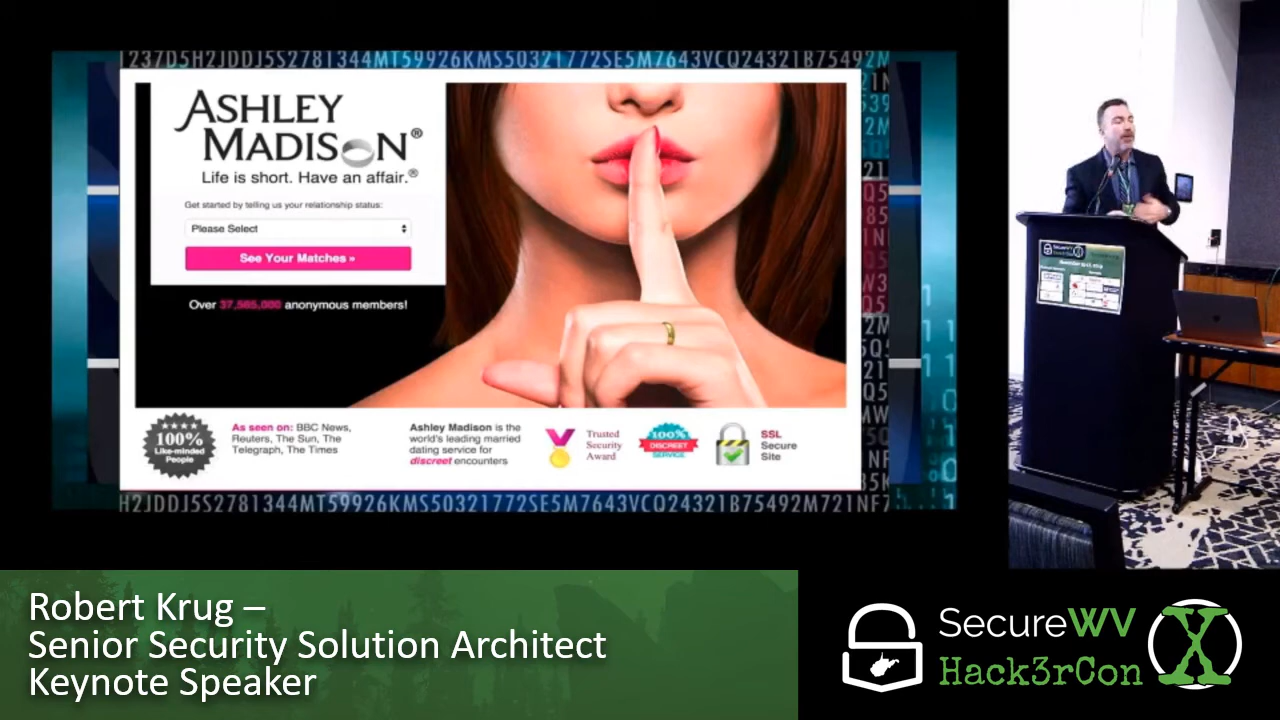 1237D5H2JDDJ5S2781344MT59926KMS50321772SE5M7643VCQ24321B75492M
ASHLEY
MADISON®
Life is short. Have an affair.®
Get started by telling us your relationship status:
Please Select
See Your Matches »
Over 37,565,000 anonymous members!
100%
Like-minded
People
As seen on: BBC News,
Reuters, The Sun, The
Telegraph, The Times
Ashley Madison is the
world's leading married
dating service for
discreet encounters
Trusted
Security
Award
100%
DISCREET
SERVICE
SSL
Secure
Site
H2JDDJ5S2781344MT59926KMS50321772SE5M7643VCQ24321B75492M721NF7
Robert Krug –
Senior Security Solution Architect
Keynote Speaker
SecureWV
Hack3rCon
X